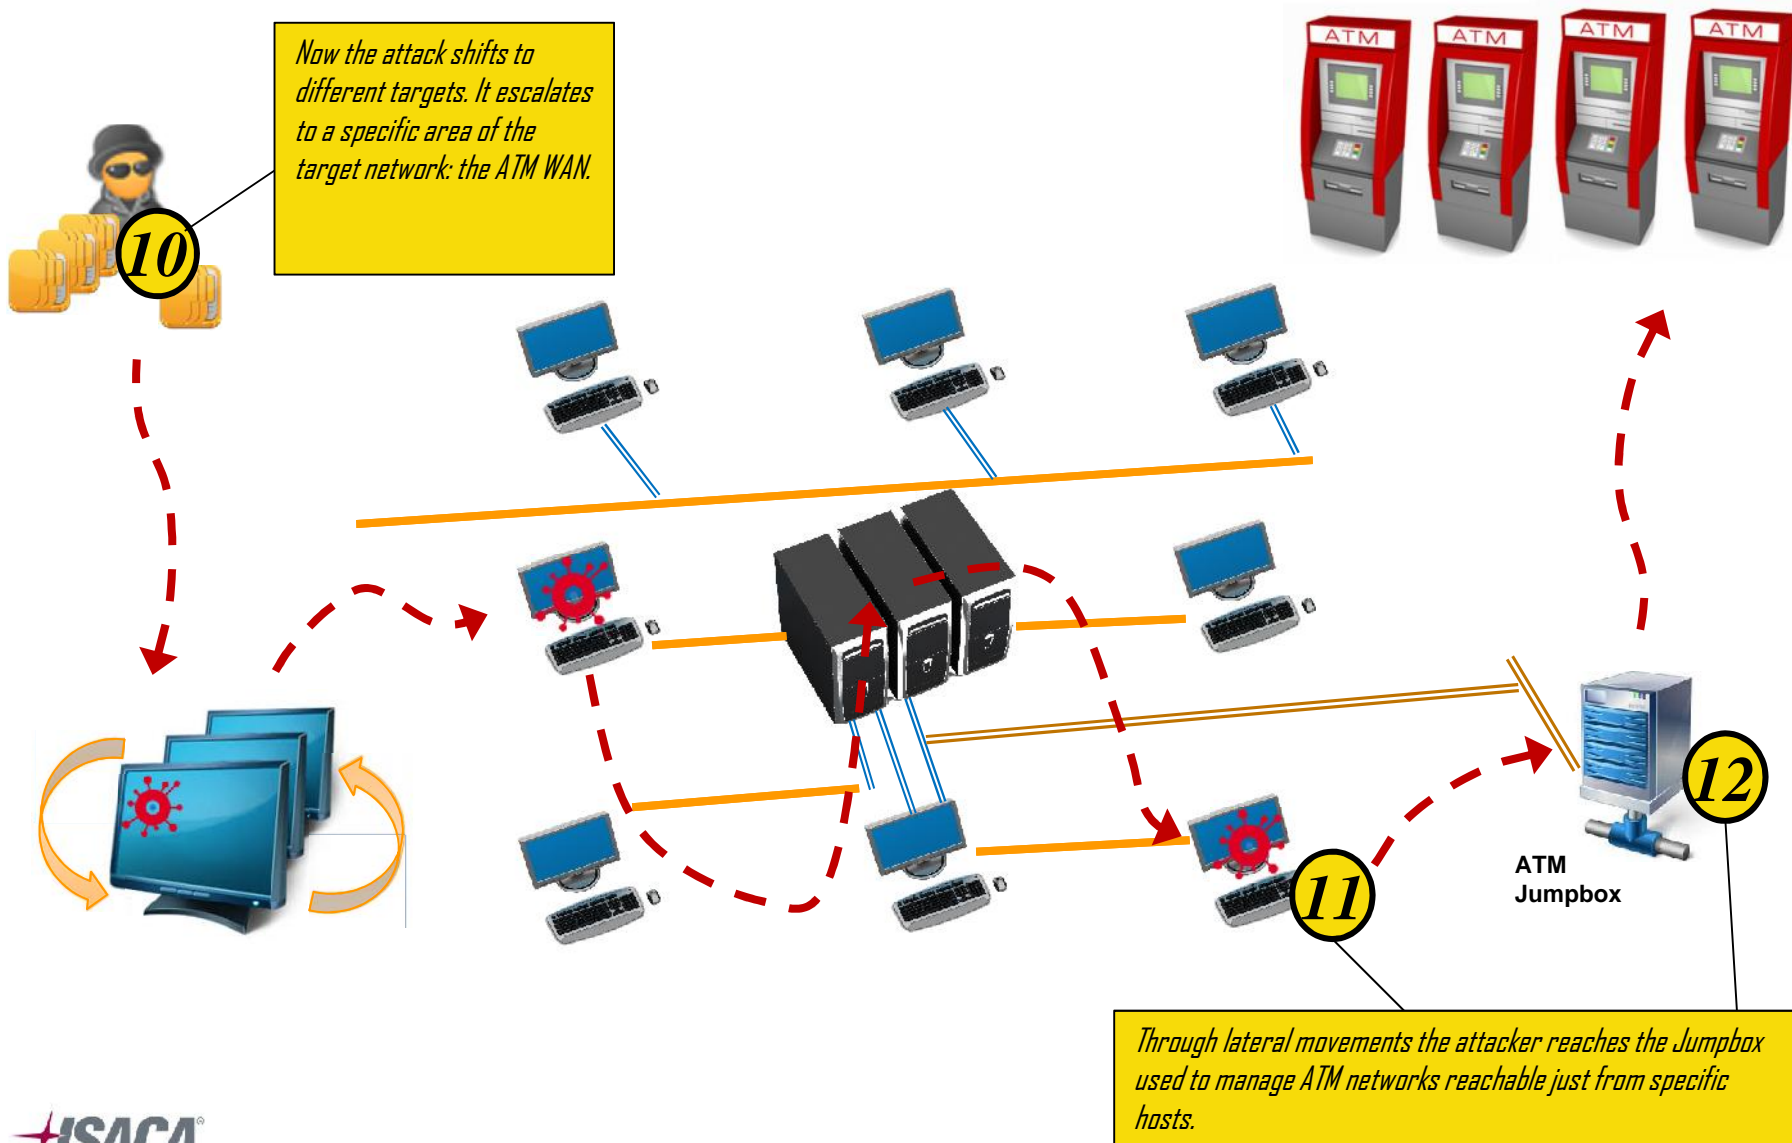 Now the attack shifts to
different targets. It escalates
to a specific area of the
target network: the ATM WAN.
ATM
ATM
ATM
ATM
10
11
12
ATM
Jumpbox
Through lateral movements the attacker reaches the Jumpbox
used to manage ATM networks reachable just from specific
hosts.
ISACA®